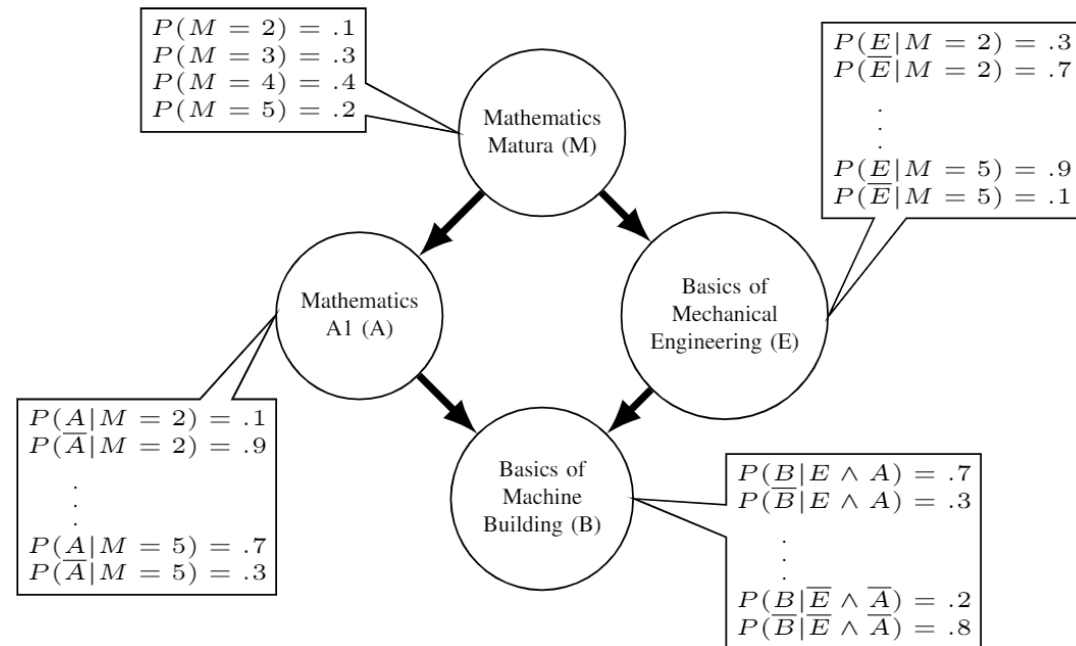 P(M = 2) = .1
P(M = 3) = .3
P(M = 4) = .4
P(M = 5) = .2
Mathematics
Matura (M)
P(E|M = 2) = .3
P(E̅|M = 2) = .7
.
.
.
P(E|M = 5) = .9
P(E̅|M = 5) = .1
Mathematics
A1 (A)
Basics of
Mechanical
Engineering (E)
P(A|M = 2) = .1
P(A̅|M = 2) = .9
.
.
.
P(A|M = 5) = .7
P(A̅|M = 5) = .3
Basics of
Machine
Building (B)
P(B|E ∧ A) = .7
P(B̅|E ∧ A) = .3
.
.
.
P(B|E̅ ∧ A̅) = .2
P(B̅|E̅ ∧ A̅) = .8